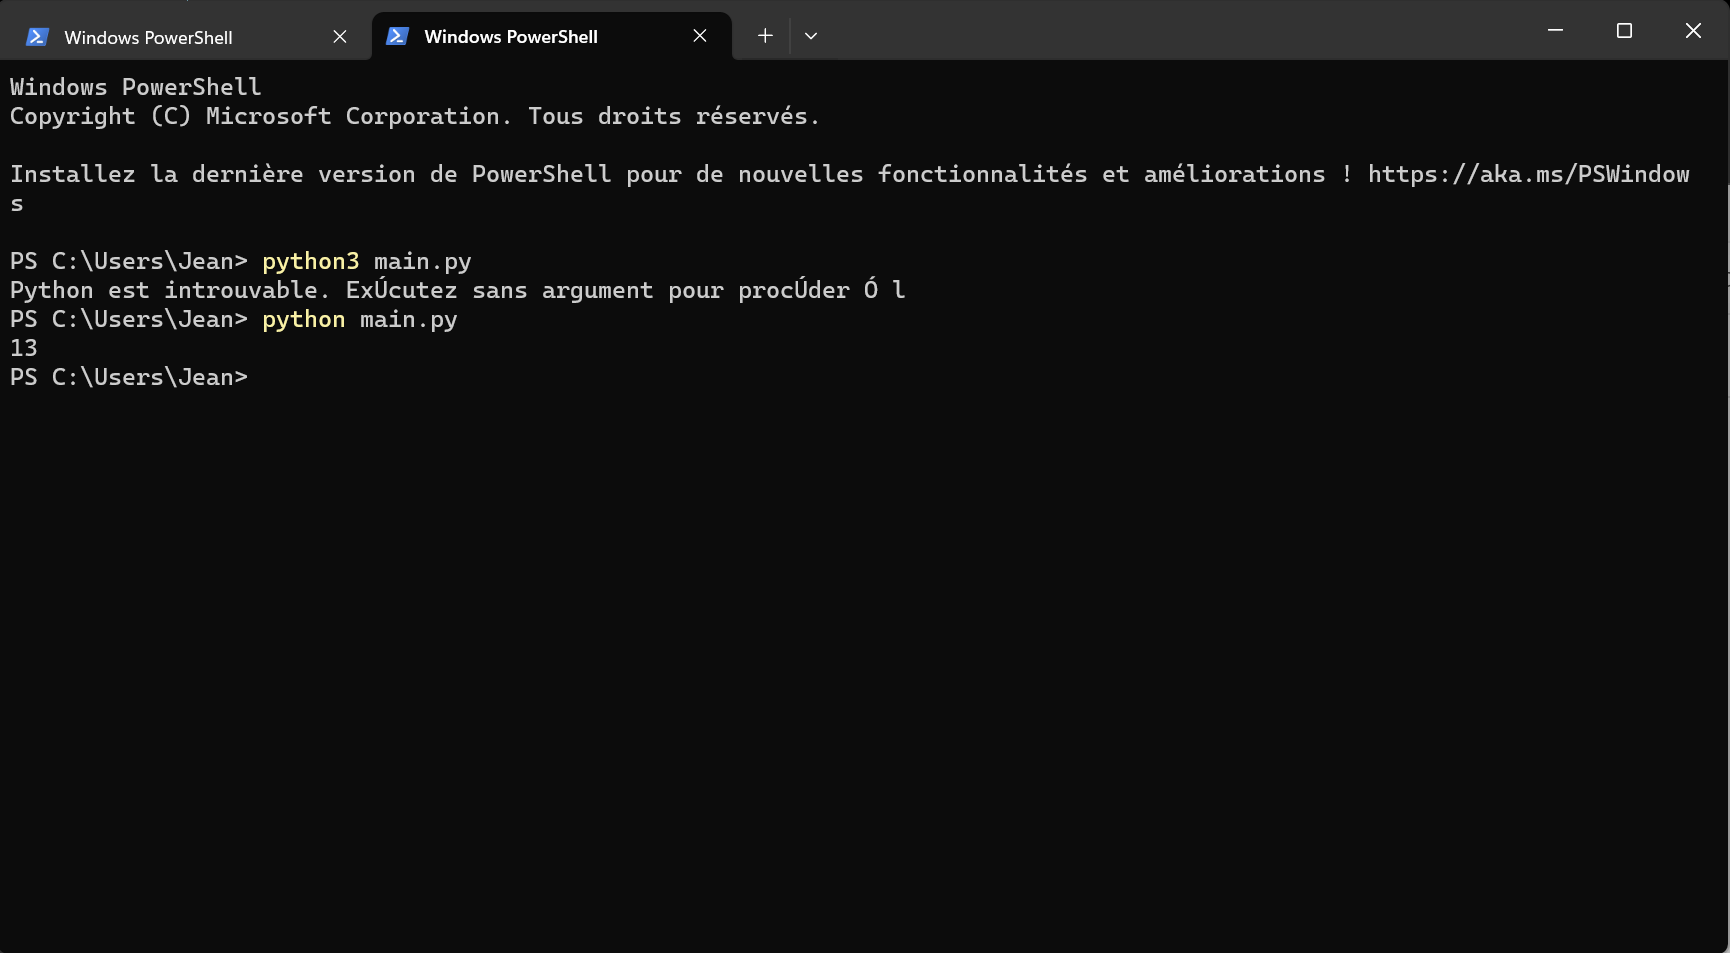 Windows PowerShell
Windows PowerShell
Windows PowerShell
Copyright (C) Microsoft Corporation. Tous droits réservés.
Installez la dernière version de PowerShell pour de nouvelles fonctionnalités et améliorations ! https://aka.ms/PSWindow
s
PS C:\Users\Jean> python3 main.py
Python est introuvable. ExÚcutez sans argument pour procÚder Ó l
PS C:\Users\Jean> python main.py
13
PS C:\Users\Jean>